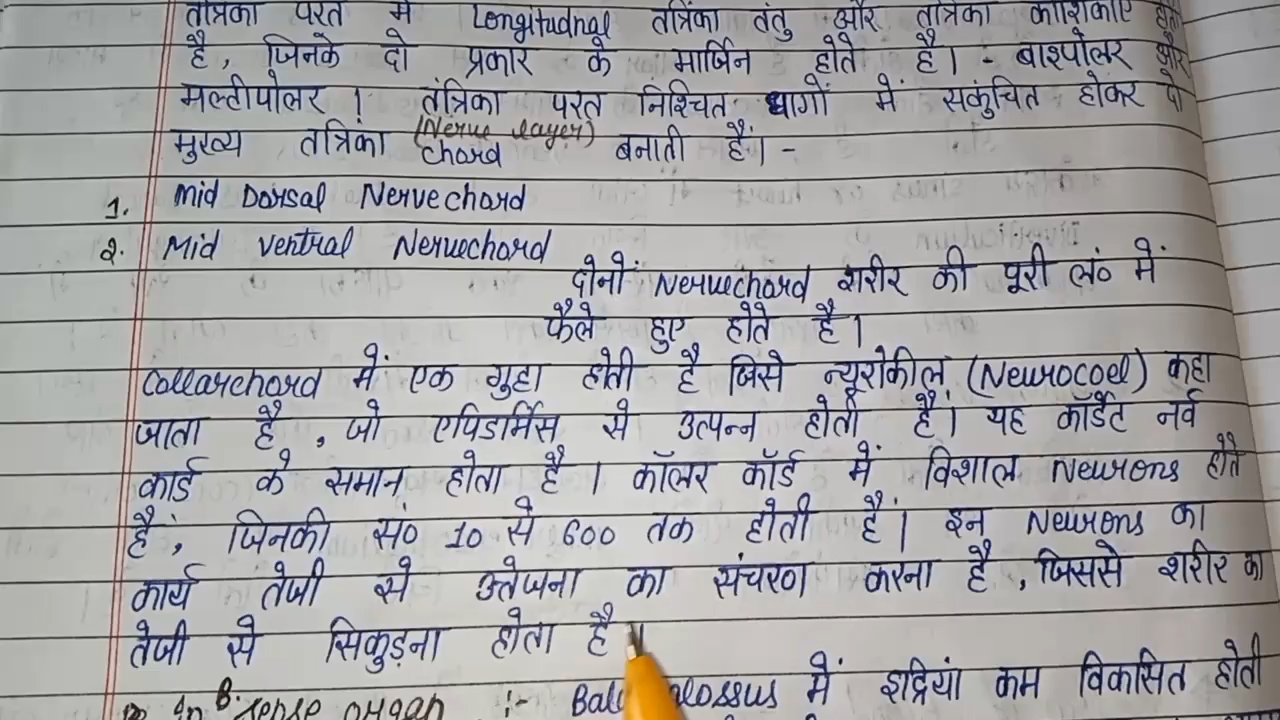 तंत्रिका परत में Longitudnal तंत्रिका तंतु और तंत्रिका कोशिकाएं होती
है, जिनके दो प्रकार के मार्जिन होते है। - बाइपोलर और
मल्टीपोलर। तंत्रिका परत निश्चित भागों में संकुचित होकर दो
मुख्य तंत्रिका (Nerve layer) chord बनाती हैं। -
1. Mid Dorsal Nervechord
2. Mid ventral Nervechord
दोनों Nervechord शरीर की पूरी लं० में
फैले हुए होते है।
Collarchord में एक गुहा होती है जिसे न्यूरोकील (Neurocoel) कहा
जाता है, जो एपिडर्मिस से उत्पन्न होती है। यह कॉर्डेट नर्व
कार्ड के समान होता है। कॉलर कॉर्ड में विशाल Neurons होते
हैं, जिनकी सं० 10 से 600 तक होती है। इन Neurons का
कार्य तेजी से उत्तेजना का संचरण करना है, जिससे शरीर का
तेजी से सिकुड़ना होता है
B. sense organ :- में इंद्रियां कम विकसित होती